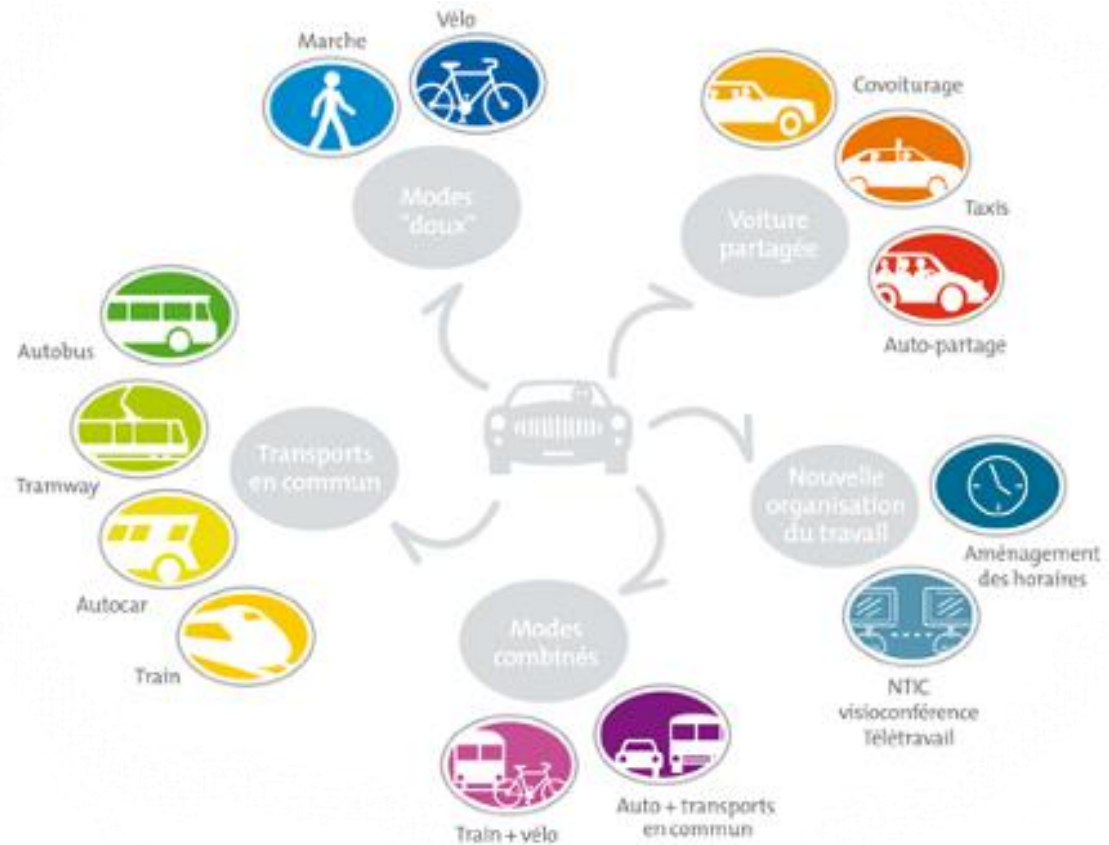 Marche
Vélo
Modes
"doux"
Covoiturage
Taxis
Voiture
partagée
Auto-partage
Autobus
Tramway
Transports
en commun
Autocar
Train
Nouvelle
organisation
du travail
Aménagement
des horaires
NTIC
visioconférence
Télétravail
Modes
combinés
Train + vélo
Auto + transports
en commun